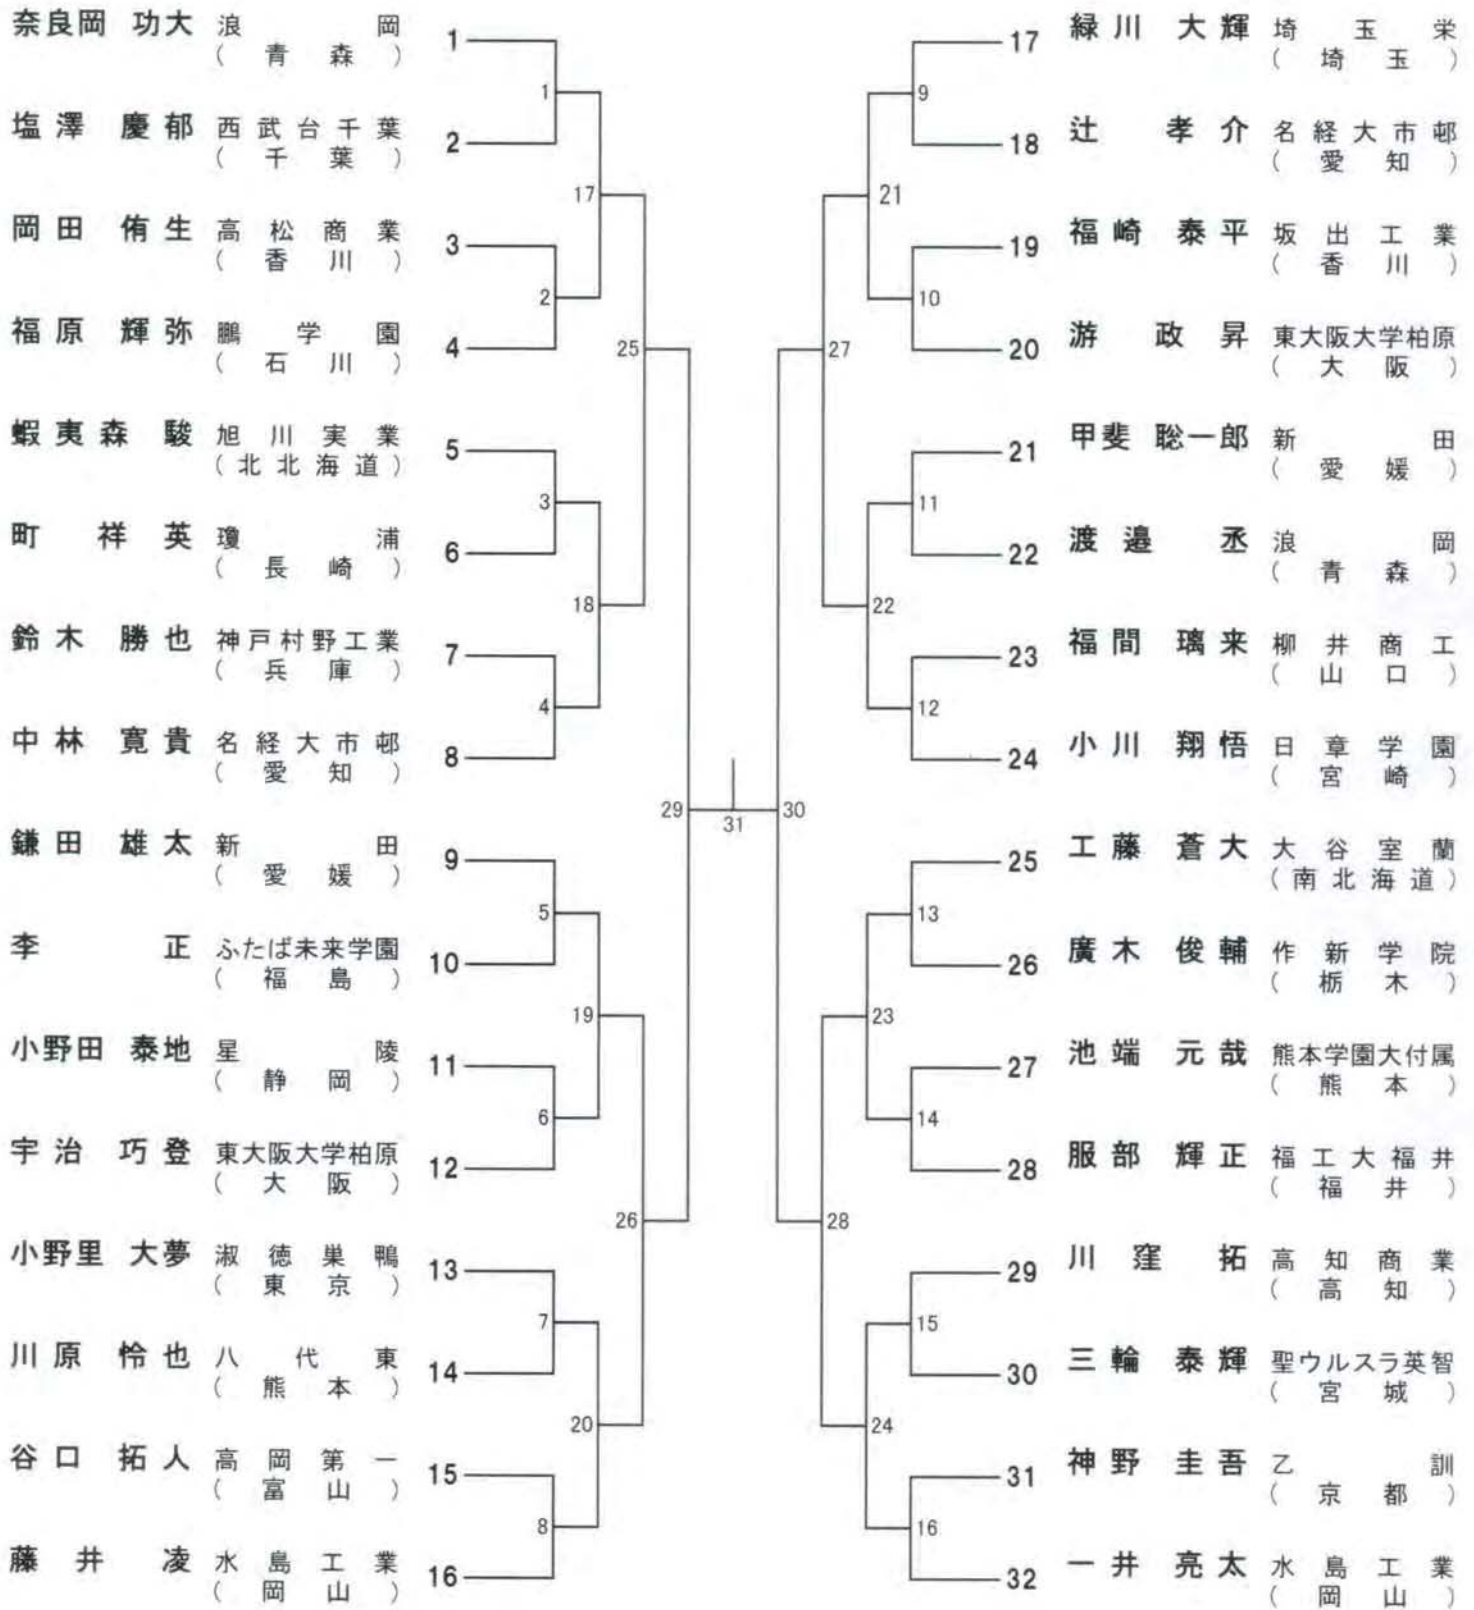 奈良岡 功大 浪岡 1
(青森)
塩澤 慶郁 西武台千葉 2
(千葉)
岡田 侑生 高松商業 3
(香川)
福原 輝弥 鵬学園 4
(石川)
蝦夷森 駿 旭川実業 5
(北北海道)
町 祥英 瓊浦 6
(長崎)
鈴木 勝也 神戸村野工業 7
(兵庫)
中林 寛貴 名経大市邨 8
(愛知)
鎌田 雄太 新田 9
(愛媛)
李 正 ふたば未来学園 10
(福島)
小野田 泰地 星陵 11
(静岡)
宇治 巧登 東大阪大学柏原 12
(大阪)
小野里 大夢 淑徳巣鴨 13
(東京)
川原 怜也 八代東 14
(熊本)
谷口 拓人 高岡第一 15
(富山)
藤井 凌 水島工業 16
(岡山)
1
2
3
4
5
6
7
8
17
18
19
20
25
26
29
31
30
27
28
21
22
23
24
9
10
11
12
13
14
15
16
17 緑川 大輝 埼玉栄
(埼玉)
18 辻 孝介 名経大市邨
(愛知)
19 福崎 泰平 坂出工業
(香川)
20 游 政昇 東大阪大学柏原
(大阪)
21 甲斐 聡一郎 新田
(愛媛)
22 渡邉 丞 浪岡
(青森)
23 福間 璃来 柳井商工
(山口)
24 小川 翔悟 日章学園
(宮崎)
25 工藤 蒼大 大谷室蘭
(南北海道)
26 廣木 俊輔 作新学院
(栃木)
27 池端 元哉 熊本学園大付属
(熊本)
28 服部 輝正 福工大福井
(福井)
29 川窪 拓 高知商業
(高知)
30 三輪 泰輝 聖ウルスラ英智
(宮城)
31 神野 圭吾 乙訓
(京都)
32 一井 亮太 水島工業
(岡山)